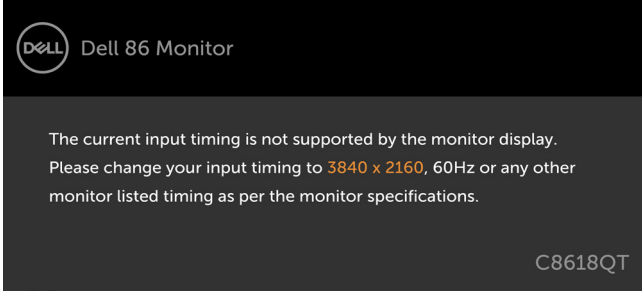 DELL Dell 86 Monitor
The current input timing is not supported by the monitor display.
Please change your input timing to 3840 x 2160, 60Hz or any other
monitor listed timing as per the monitor specifications.
C8618QT